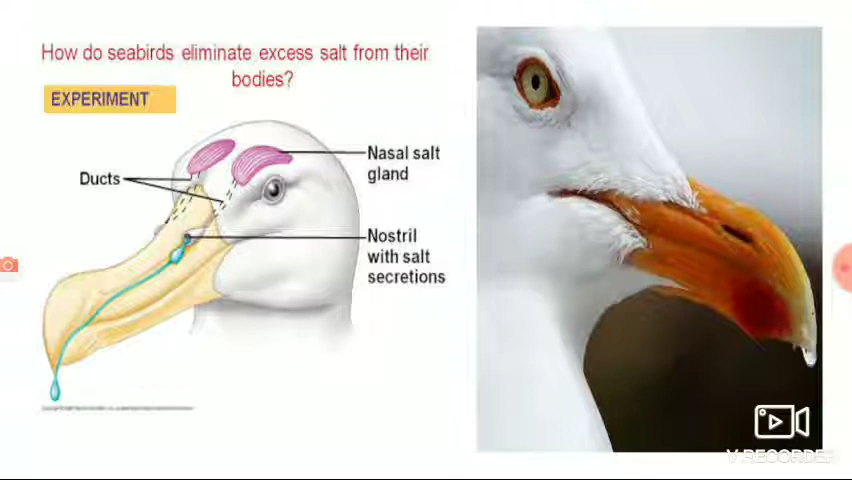 How do seabirds eliminate excess salt from their
bodies?
EXPERIMENT
Ducts
Nasal salt
gland
Nostril
with salt
secretions
V.RECORDER